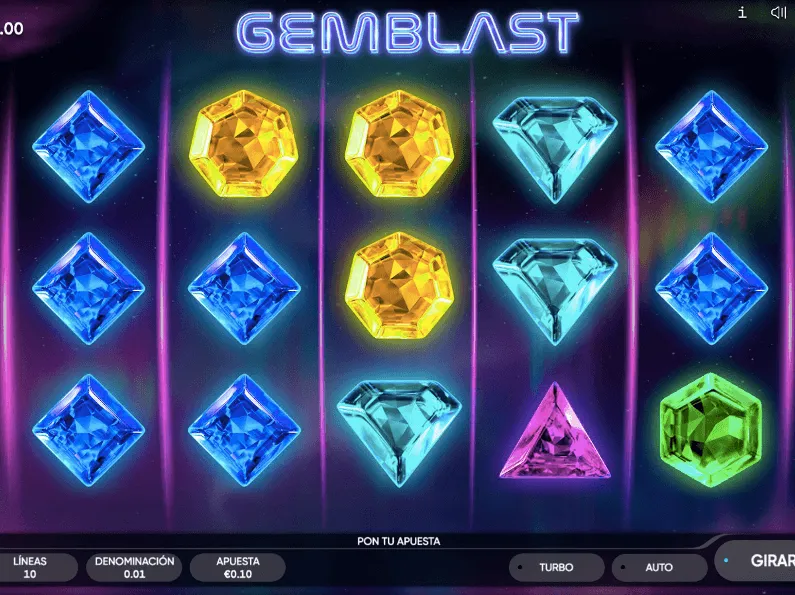 .00
GEMBLAST
i
PON TU APUESTA
LÍNEAS
10
DENOMINACIÓN
0.01
APUESTA
€0.10
TURBO
AUTO
GIRAR